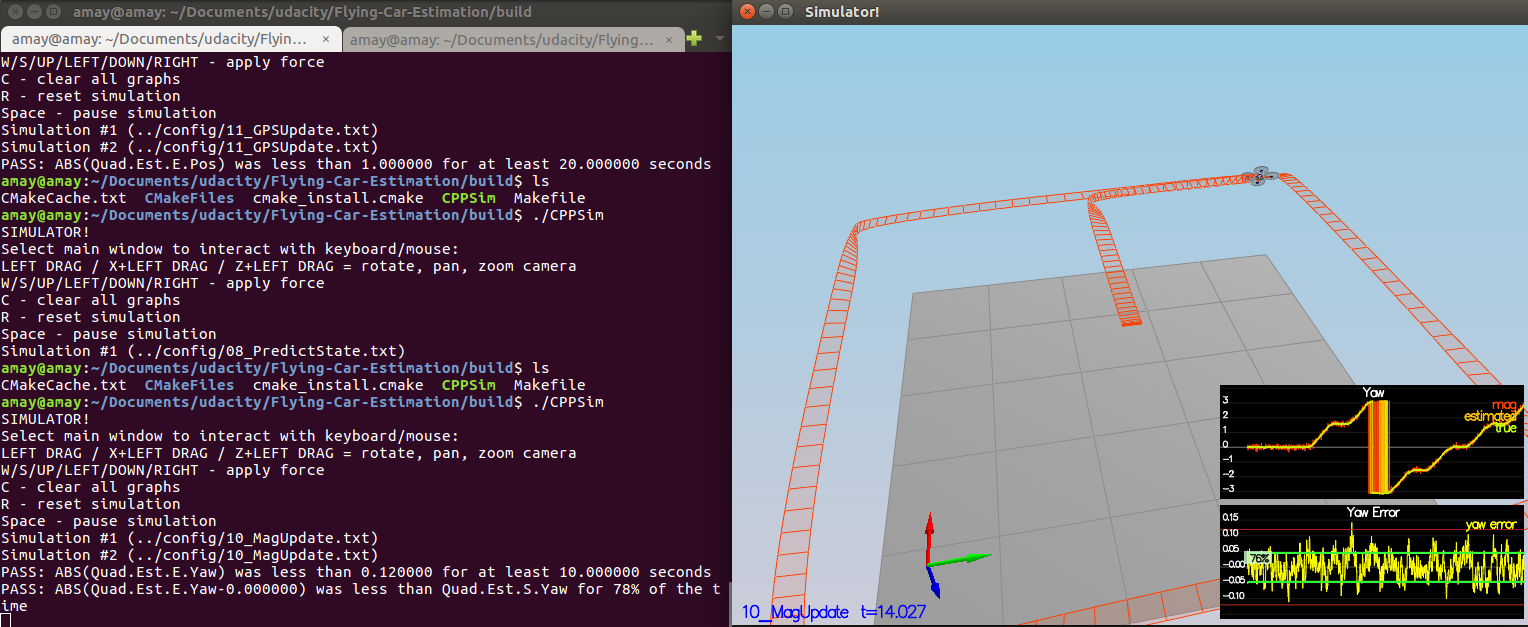 amay@amay: ~/Documents/udacity/Flying-Car-Estimation/build
amay@amay: ~/Documents/udacity/Flyin... ×
amay@amay: ~/Documents/udacity/Flying... ×
W/S/UP/LEFT/DOWN/RIGHT - apply force
C - clear all graphs
R - reset simulation
Space - pause simulation
Simulation #1 (../config/11_GPSUpdate.txt)
Simulation #2 (../config/11_GPSUpdate.txt)
PASS: ABS(Quad.Est.E.Pos) was less than 1.000000 for at least 20.000000 seconds
amay@amay:~/Documents/udacity/Flying-Car-Estimation/build$ ls
CMakeCache.txt  CMakeFiles  cmake_install.cmake  CPPSim  Makefile
amay@amay:~/Documents/udacity/Flying-Car-Estimation/build$ ./CPPSim
SIMULATOR!
Select main window to interact with keyboard/mouse:
LEFT DRAG / X+LEFT DRAG / Z+LEFT DRAG = rotate, pan, zoom camera
W/S/UP/LEFT/DOWN/RIGHT - apply force
C - clear all graphs
R - reset simulation
Space - pause simulation
Simulation #1 (../config/08_PredictState.txt)
amay@amay:~/Documents/udacity/Flying-Car-Estimation/build$ ls
CMakeCache.txt  CMakeFiles  cmake_install.cmake  CPPSim  Makefile
amay@amay:~/Documents/udacity/Flying-Car-Estimation/build$ ./CPPSim
SIMULATOR!
Select main window to interact with keyboard/mouse:
LEFT DRAG / X+LEFT DRAG / Z+LEFT DRAG = rotate, pan, zoom camera
W/S/UP/LEFT/DOWN/RIGHT - apply force
C - clear all graphs
R - reset simulation
Space - pause simulation
Simulation #1 (../config/10_MagUpdate.txt)
Simulation #2 (../config/10_MagUpdate.txt)
PASS: ABS(Quad.Est.E.Yaw) was less than 0.120000 for at least 10.000000 seconds
PASS: ABS(Quad.Est.E.Yaw-0.000000) was less than Quad.Est.S.Yaw for 78% of the t
ime
Simulator!
Yaw
3
2
1
0
-1
-2
-3
mag
estimated
true
Yaw Error
yaw error
0.15
0.10
0.05
-0.00
-0.05
-0.10
78%
10_MagUpdate t=14.027